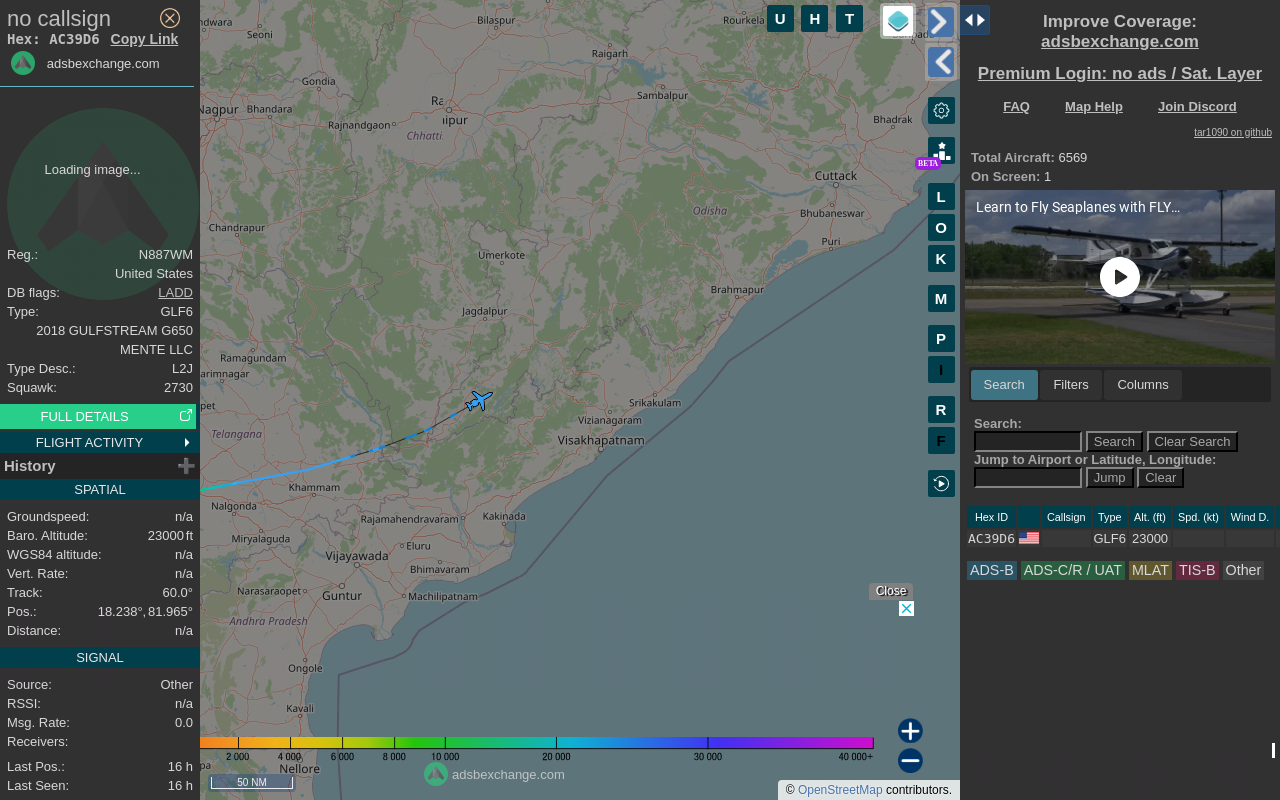 no callsign
Hex: AC39D6 Copy Link
adsbexchange.com
Loading image...
Reg.: N887WM
United States
DB flags: LADD
Type: GLF6
2018 GULFSTREAM G650
MENTE LLC
Type Desc.: L2J
Squawk: 2730
FULL DETAILS
FLIGHT ACTIVITY
History
SPATIAL
Groundspeed: n/a
Baro. Altitude: 23000 ft
WGS84 altitude: n/a
Vert. Rate: n/a
Track: 60.0°
Pos.: 18.238°, 81.965°
Distance: n/a
SIGNAL
Source: Other
RSSI: n/a
Msg. Rate: 0.0
Receivers:
Last Pos.: 16 h
Last Seen: 16 h
Seoni
Bilaspur
Rourkela
Raigarh
Gondia
Nagpur
Bhandara
Rajnandgaon
Ra
ipur
Chhatti
Sambalpur
Bhadrak
Cuttack
Bhubaneswar
Odisha
Puri
Chandrapur
Umerkote
Brahmapur
Jagdalpur
Ramagundam
arimnagar
pet
Telangana
Srikakulam
Vizianagaram
Visakhapatnam
Khammam
Nalgonda
Rajamahendravaram
Kakinada
Miryalaguda
Eluru
Vijayawada
Bhimavaram
Narasaraopet
Guntur
Machilipatnam
Andhra Pradesh
Ongole
Kavali
Nellore
pa
U H T
BETA
L
O
K
M
P
I
R
F
Close
2 000 4 000 6 000 8 000 10 000 20 000 30 000 40 000+
50 NM
adsbexchange.com
© OpenStreetMap contributors.
Improve Coverage:
adsbexchange.com
Premium Login: no ads / Sat. Layer
FAQ Map Help Join Discord
tar1090 on github
Total Aircraft: 6569
On Screen: 1
Learn to Fly Seaplanes with FLY...
Search Filters Columns
Search:
Search Clear Search
Jump to Airport or Latitude, Longitude:
Jump Clear
Hex ID Callsign Type Alt. (ft) Spd. (kt) Wind D.
AC39D6 GLF6 23000
ADS-B ADS-C/R / UAT MLAT TIS-B Other